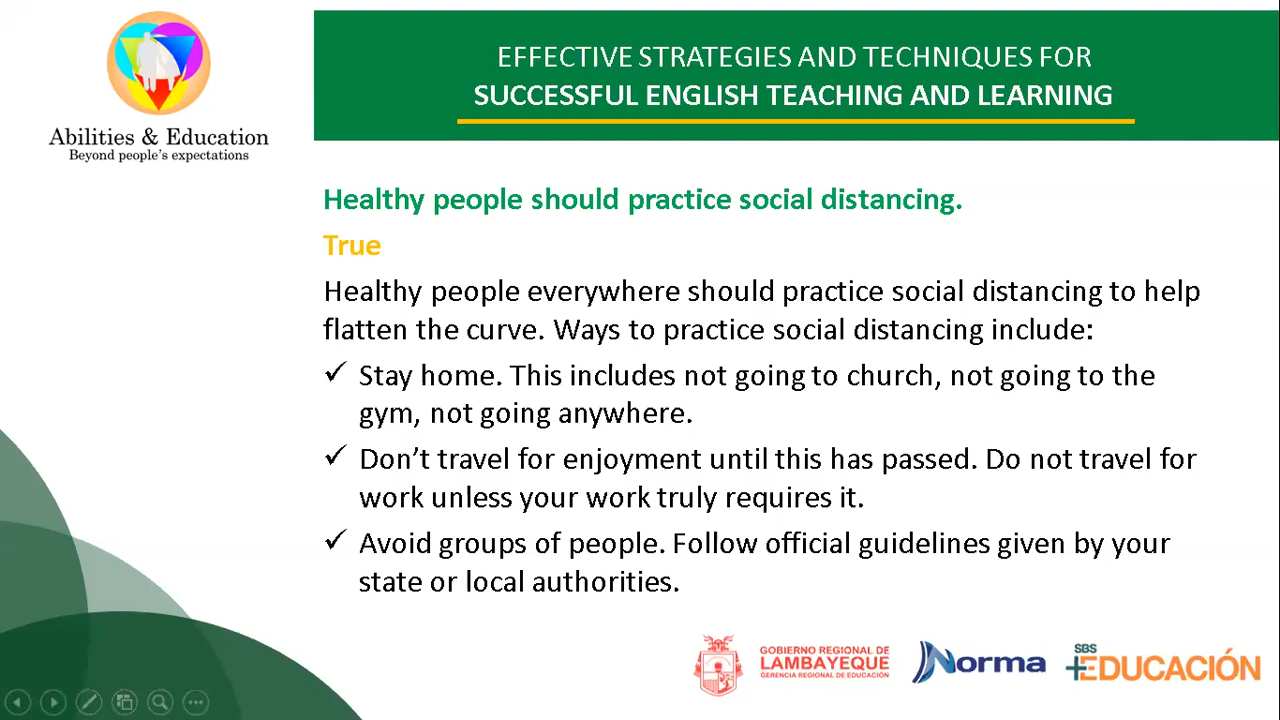 Abilities & Education
Beyond people's expectations
EFFECTIVE STRATEGIES AND TECHNIQUES FOR
SUCCESSFUL ENGLISH TEACHING AND LEARNING
Healthy people should practice social distancing.
True
Healthy people everywhere should practice social distancing to help
flatten the curve. Ways to practice social distancing include:
✓ Stay home. This includes not going to church, not going to the
gym, not going anywhere.
✓ Don't travel for enjoyment until this has passed. Do not travel for
work unless your work truly requires it.
✓ Avoid groups of people. Follow official guidelines given by your
state or local authorities.
GOBIERNO REGIONAL DE
LAMBAYEQUE
GERENCIA REGIONAL DE EDUCACIÓN
Norma
SBS
EDUCACIÓN